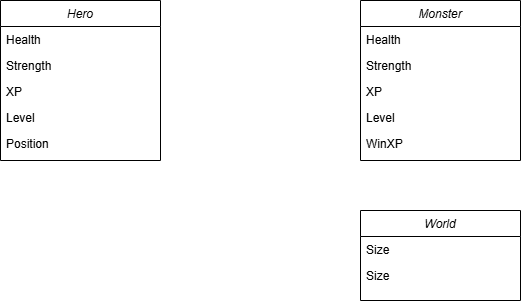 Hero
Health
Strength
XP
Level
Position
Monster
Health
Strength
XP
Level
WinXP
World
Size
Size